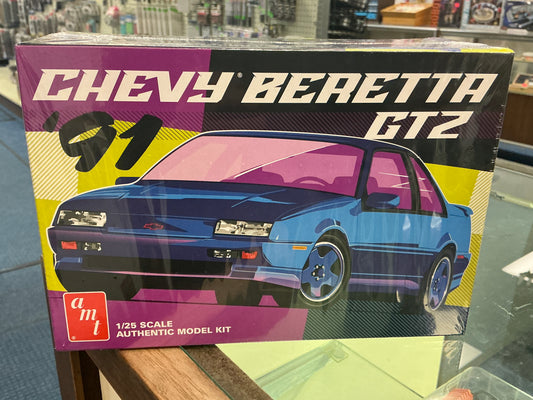 CHEVY® BERETTA
GTZ
'91
amt
1/25 SCALE
AUTHENTIC MODEL KIT